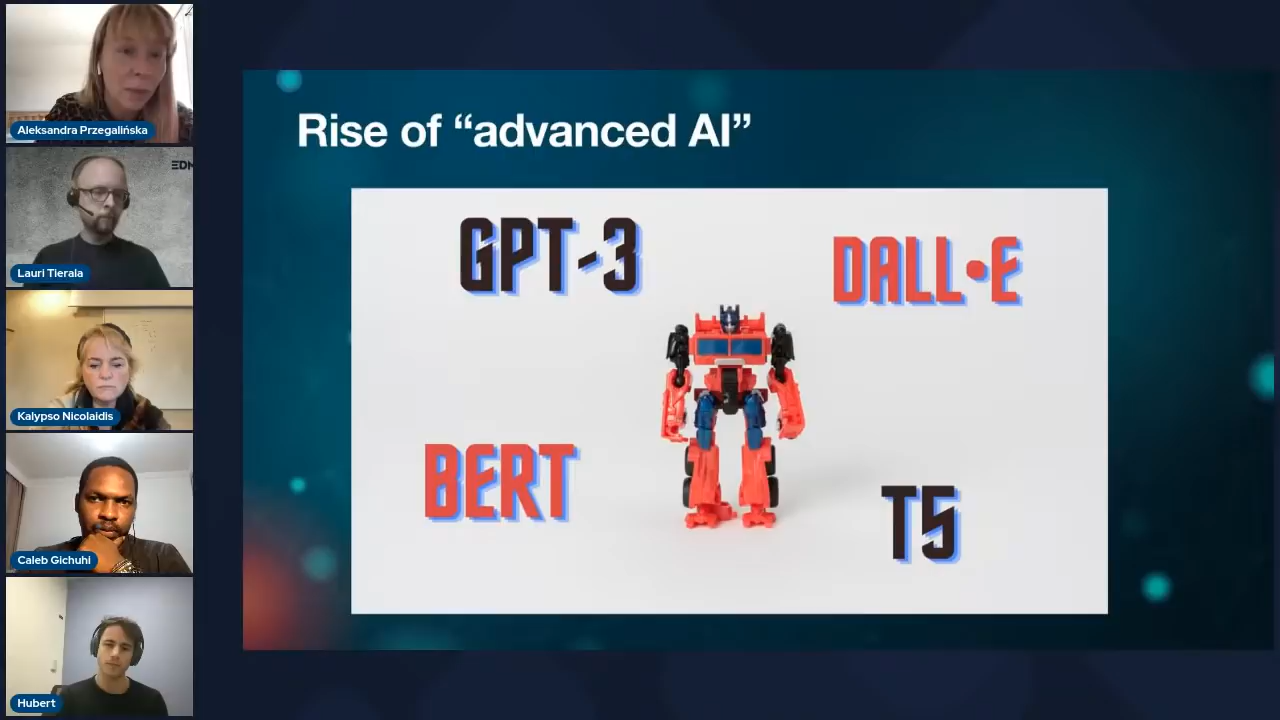 Aleksandra Przegalińska
Lauri Tierala
Kalypso Nicolaidis
Caleb Gichuhi
Hubert
Rise of “advanced AI”
GPT-3
DALL•E
BERT
T5